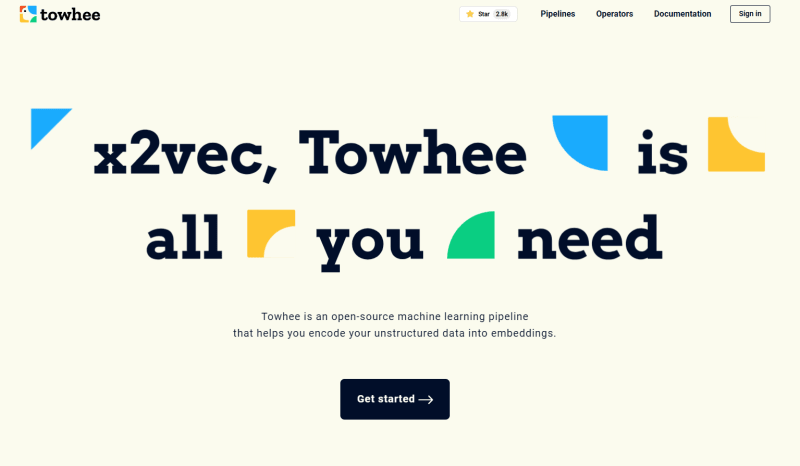 towhee
Star 2.8k
Pipelines
Operators
Documentation
Sign in
x2vec, Towhee is
all you need
Towhee is an open-source machine learning pipeline
that helps you encode your unstructured data into embeddings.
Get started →